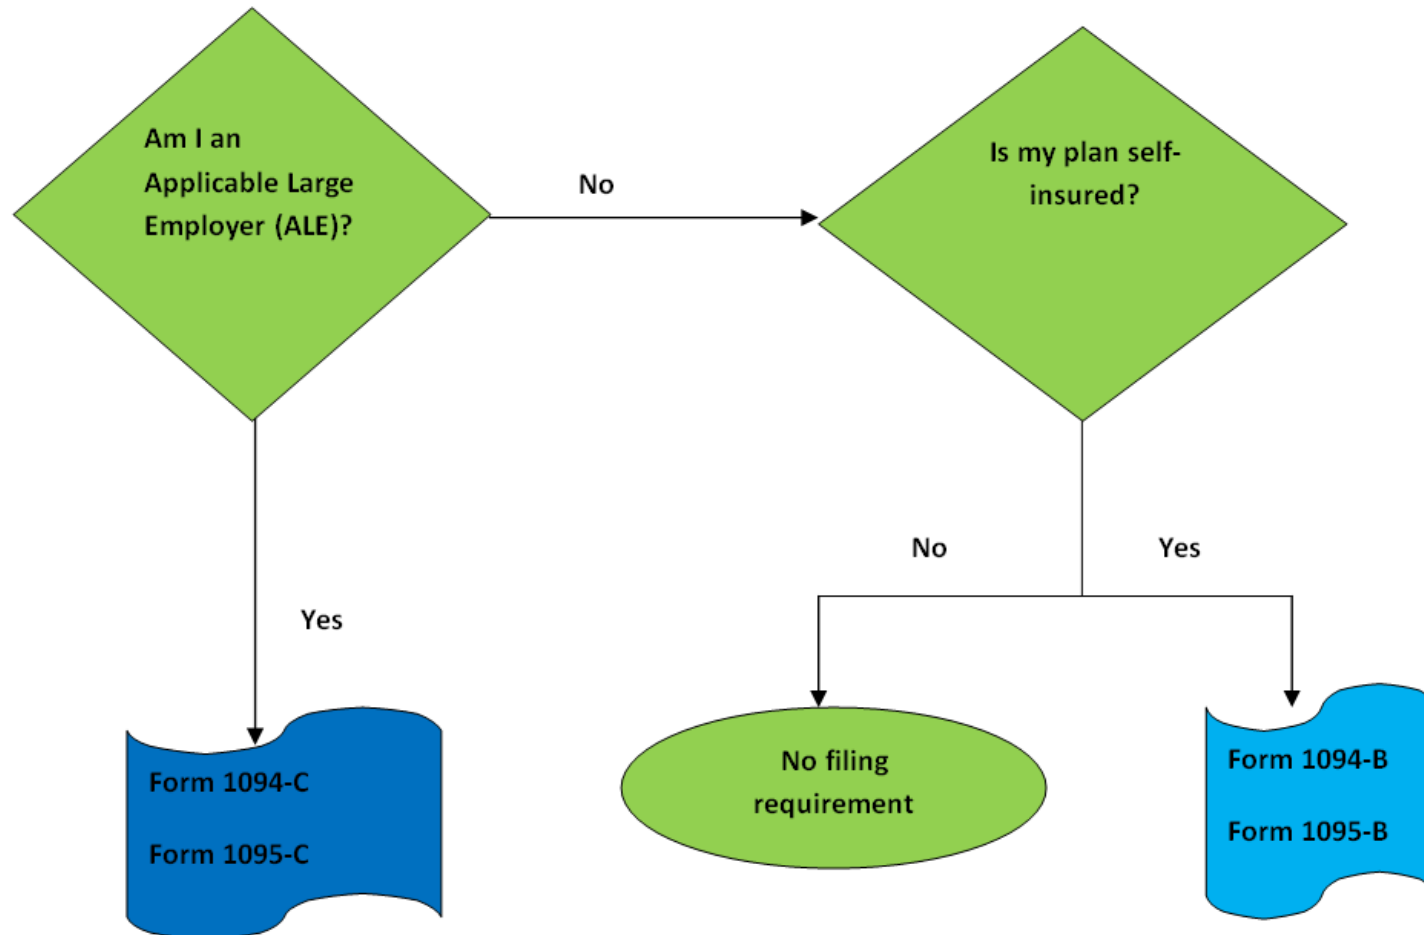 Am I an
Applicable Large
Employer (ALE)?
No
Is my plan self-
insured?
No
Yes
Yes
Form 1094-C
Form 1095-C
No filing
requirement
Form 1094-B
Form 1095-B